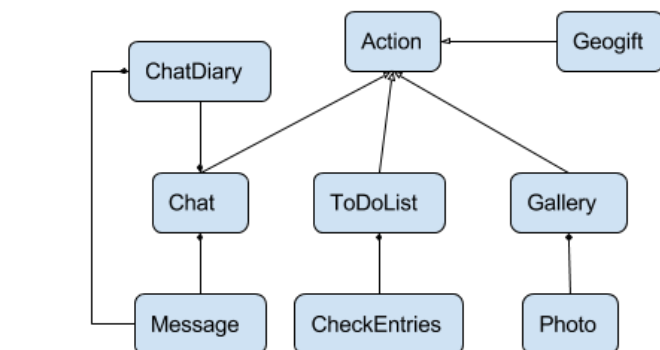 Action
Geogift
ChatDiary
Chat
ToDoList
Gallery
Message
CheckEntries
Photo